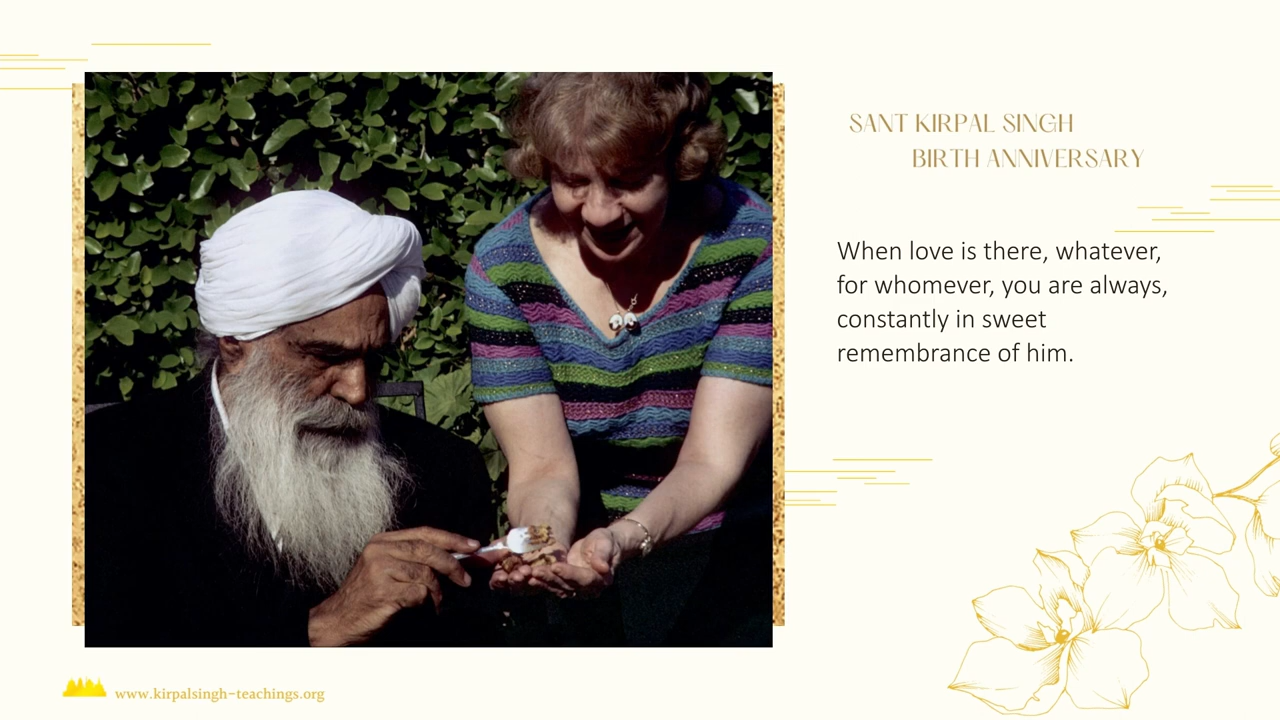 SANT KIRPAL SINGH
BIRTH ANNIVERSARY
When love is there, whatever,
for whomever, you are always,
constantly in sweet
remembrance of him.
www.kirpalsingh-teachings.org